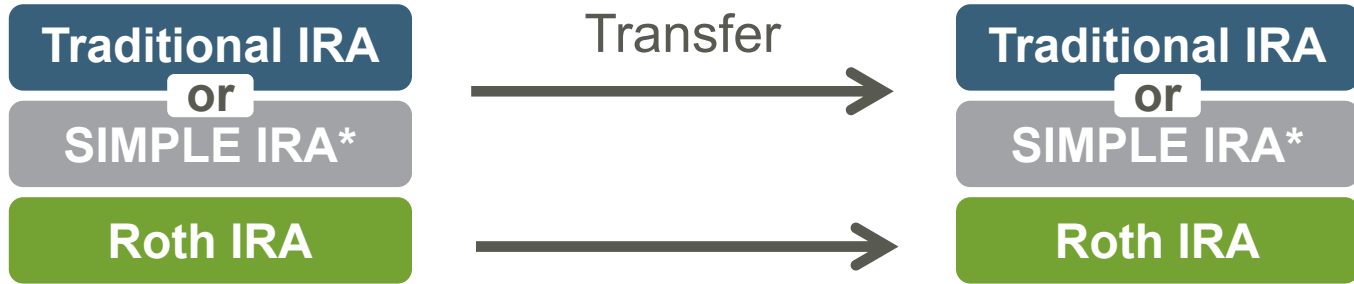 Traditional IRA
or
SIMPLE IRA*
Roth IRA
Transfer
Traditional IRA
or
SIMPLE IRA*
Roth IRA